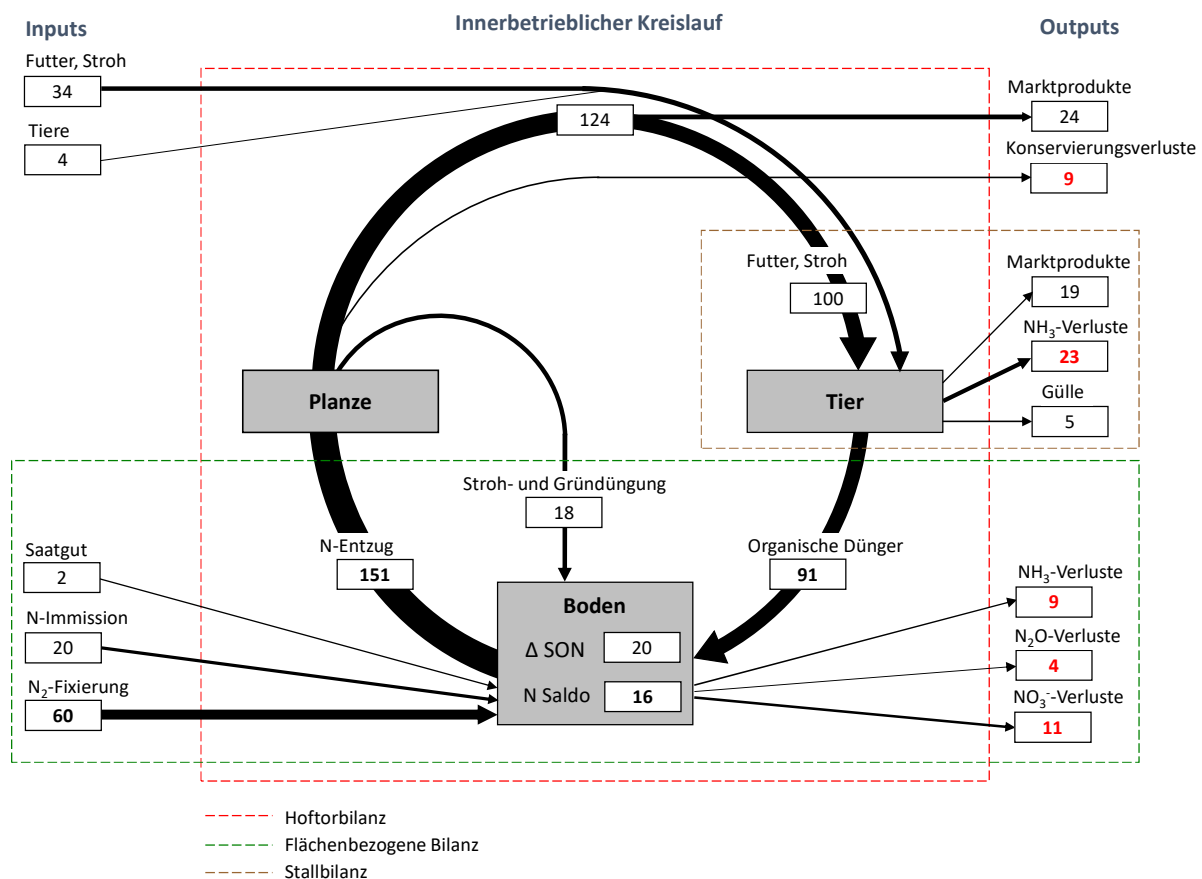 Inputs
Innerbetrieblicher Kreislauf
Outputs
Futter, Stroh
34
Tiere
4
124
Marktprodukte
24
Konservierungsverluste
9
Futter, Stroh
100
Marktprodukte
19
NH₃-Verluste
23
Gülle
5
Planze
Tier
Stroh- und Gründüngung
18
N-Entzug
151
Organische Dünger
91
Saatgut
2
N-Immission
20
N₂-Fixierung
60
Boden
Δ SON
20
N Saldo
16
NH₃-Verluste
9
N₂O-Verluste
4
NO₃⁻-Verluste
11
Hoftorbilanz
Flächenbezogene Bilanz
Stallbilanz